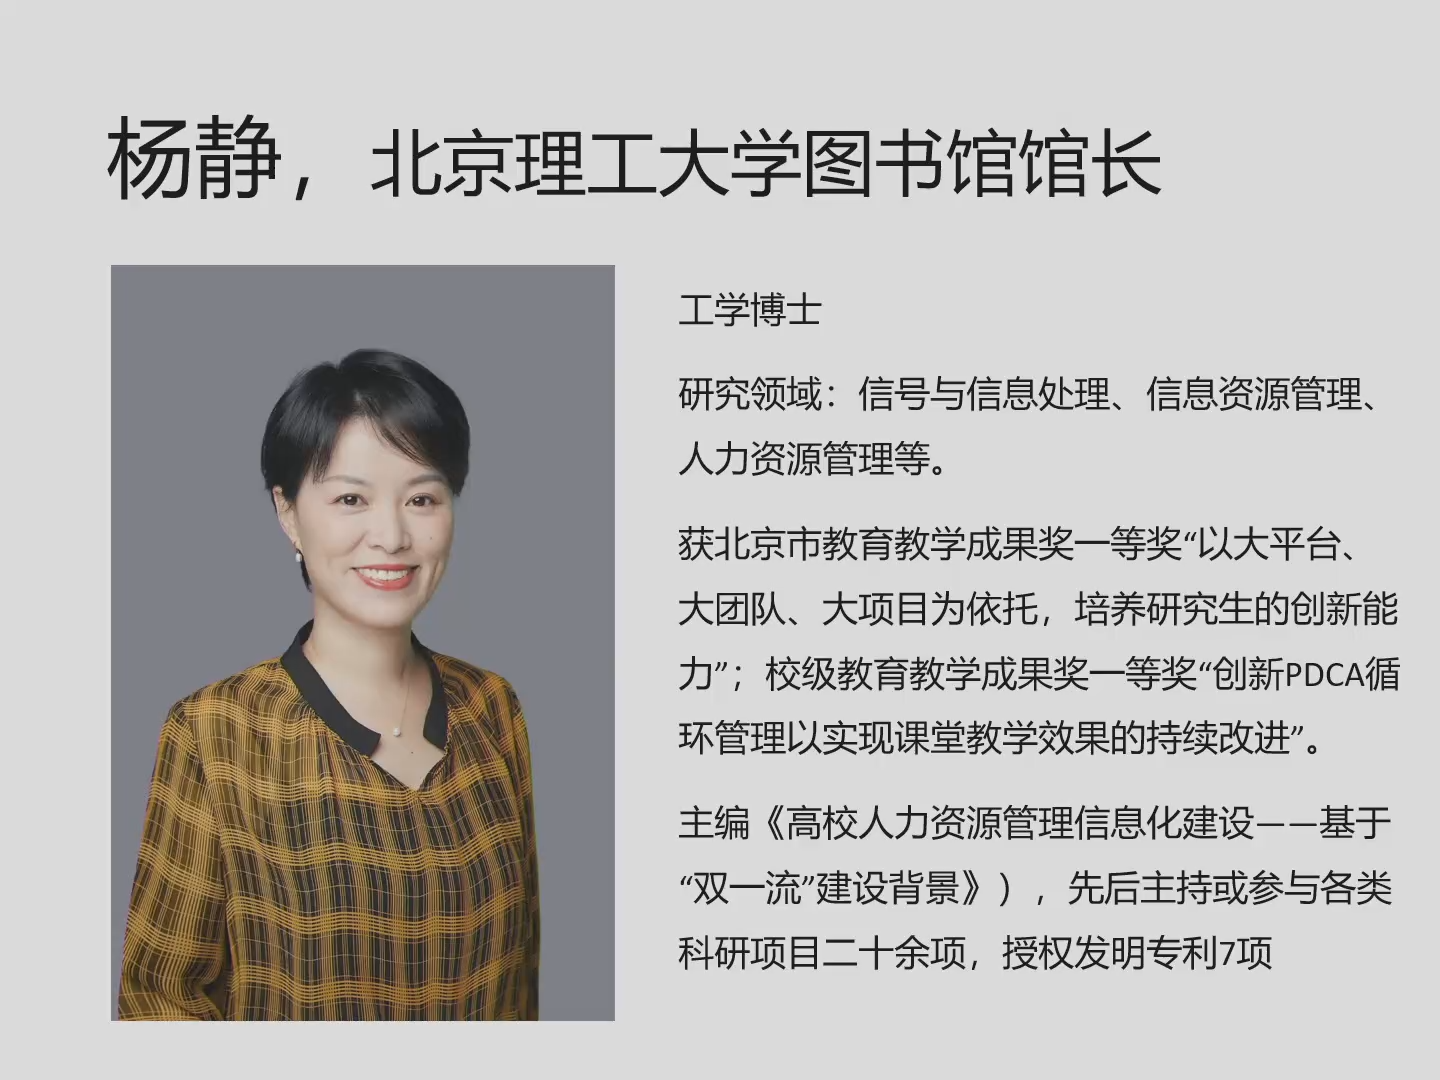 杨静，北京理工大学图书馆馆长
工学博士
研究领域：信号与信息处理、信息资源管理、
人力资源管理等。
获北京市教育教学成果奖一等奖“以大平台、
大团队、大项目为依托，培养研究生的创新能
力”；校级教育教学成果奖一等奖“创新PDCA循
环管理以实现课堂教学效果的持续改进”。
主编《高校人力资源管理信息化建设——基于
“双一流”建设背景》），先后主持或参与各类
科研项目二十余项，授权发明专利7项